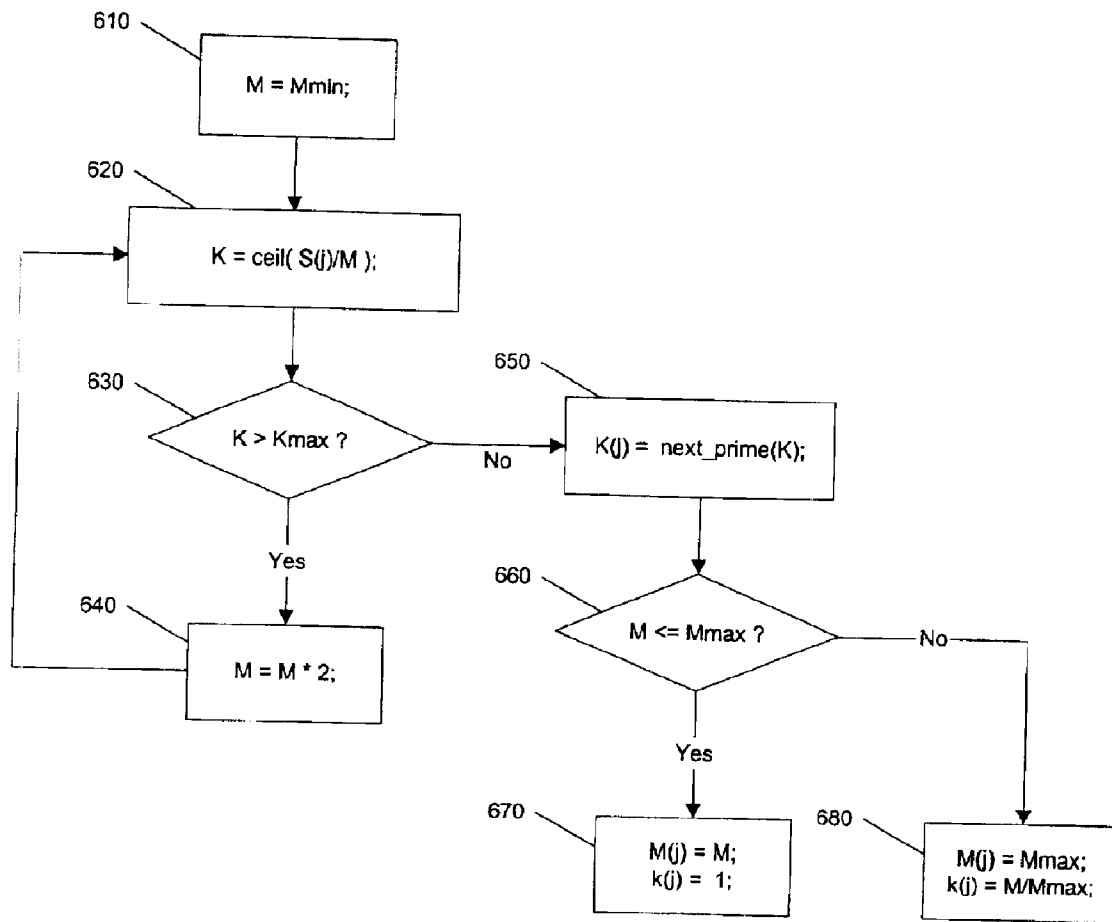 610
M = Mmin;
620
K = ceil( S(j)/M );
630
K > Kmax ?
No
Yes
640
M = M * 2;
650
K(j) = next_prime(K);
660
M <= Mmax ?
No
Yes
670
M(j) = M;
k(j) = 1;
680
M(j) = Mmax;
k(j) = M/Mmax;